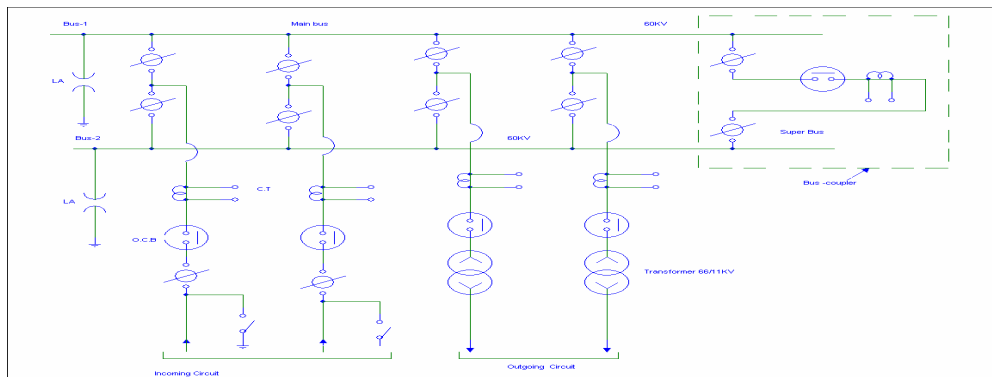 Bus-1
Main bus
60KV
LA
Super Bus
Bus-2
60KV
Bus -coupler
C.T
LA
O.C.B
Transformer 66/11KV
Incoming Circuit
Outgoing Circuit